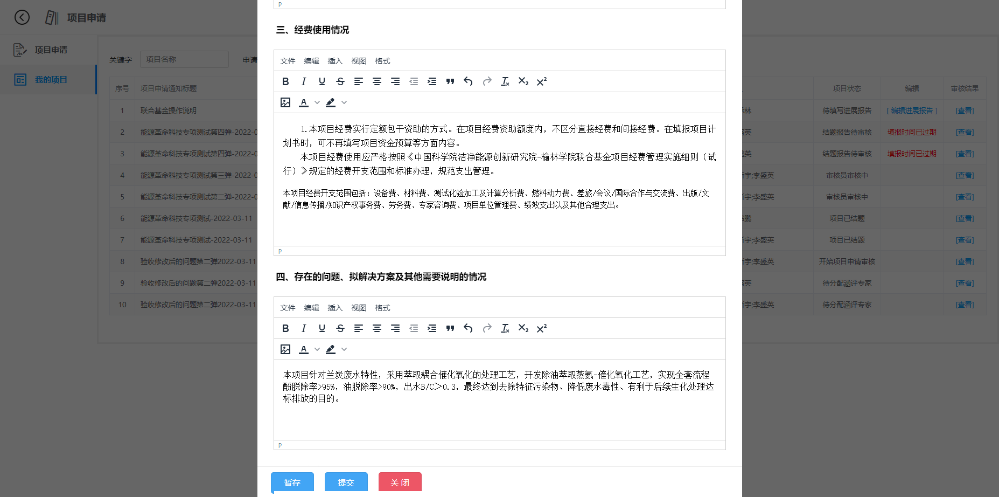 项目申请
项目申请
我的项目
关键字 项目名称 申请
序号 项目申请通知标题 项目状态 编辑 审核结果
1 联合基金操作说明 林 待填写进展报告 [ 编辑进展报告 ] [查看]
2 能源革命科技专项测试第四弹-2022-0 英 结题报告待审核 填报时间已过期 [查看]
3 能源革命科技专项测试第四弹-2022-0 英 结题报告待审核 填报时间已过期 [查看]
4 能源革命科技专项测试第三弹-2022-0 宇;李盛英 审核员审核中 [查看]
5 能源革命科技专项测试第二弹-2022-0 宇;李盛英 审核员审核中 [查看]
6 能源革命科技专项测试-2022-03-11 鹏 项目已结题 [查看]
7 能源革命科技专项测试-2022-03-11 宇;李盛英 项目已结题 [查看]
8 验收修改后的问题第二弹2022-03-11 宇;李盛英 开始项目申请审核 [查看]
9 验收修改后的问题第二弹2022-03-11 英 待分配函评专家 [查看]
10 验收修改后的问题第二弹2022-03-11 宇;李盛英 待分配函评专家 [查看]
P
三、经费使用情况
文件 编辑 插入 视图 格式
1.本项目经费实行定额包干资助的方式。在项目经费资助额度内，不区分直接经费和间接经费。在填报项目计
划书时，可不再填写项目资金预算等方面内容。
本项目经费使用应严格按照《中国科学院洁净能源创新研究院-榆林学院联合基金项目经费管理实施细则（试
行）》规定的经费开支范围和标准办理，规范支出管理。
本项目经费开支范围包括：设备费、材料费、测试化验加工及计算分析费、燃料动力费、差旅/会议/国际合作与交流费、出版/文
献/信息传播/知识产权事务费、劳务费、专家咨询费、项目单位管理费、绩效支出以及其他合理支出。
P
四、存在的问题、拟解决方案及其他需要说明的情况
文件 编辑 插入 视图 格式
本项目针对兰炭废水特性，采用萃取耦合催化氧化的处理工艺，开发除油萃取蒸氨-催化氧化工艺，实现全套流程
酚脱除率>95%，油脱除率>90%，出水B/C＞0.3，最终达到去除特征污染物、降低废水毒性、有利于后续生化处理达
标排放的目的。
P
暂存 提交 关 闭